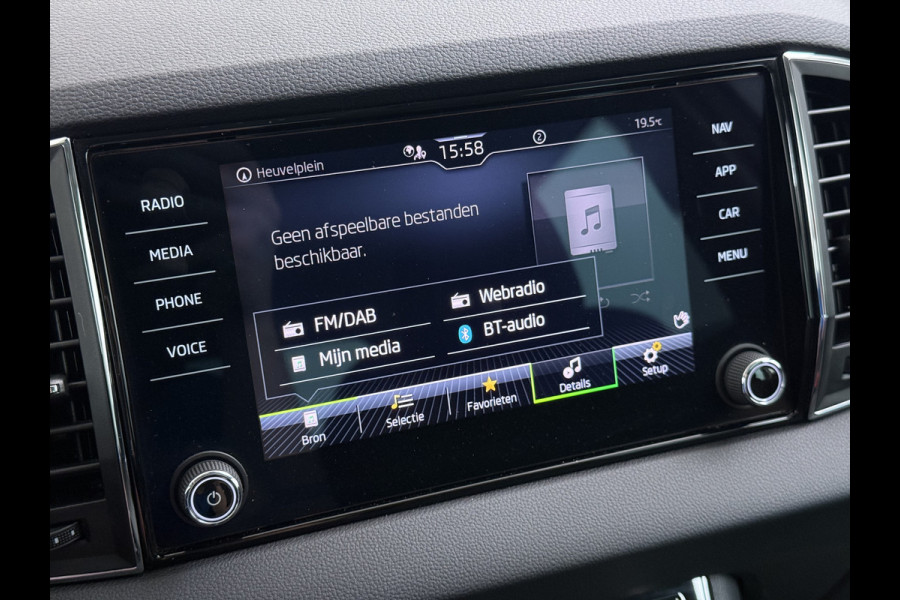 RADIO
MEDIA
PHONE
VOICE
Heuvelplein
15:58
2
19.5°C
Geen afspeelbare bestanden
beschikbaar.
FM/DAB
Webradio
Mijn media
BT-audio
Bron
Selectie
Favorieten
Details
Setup
NAV
APP
CAR
MENU